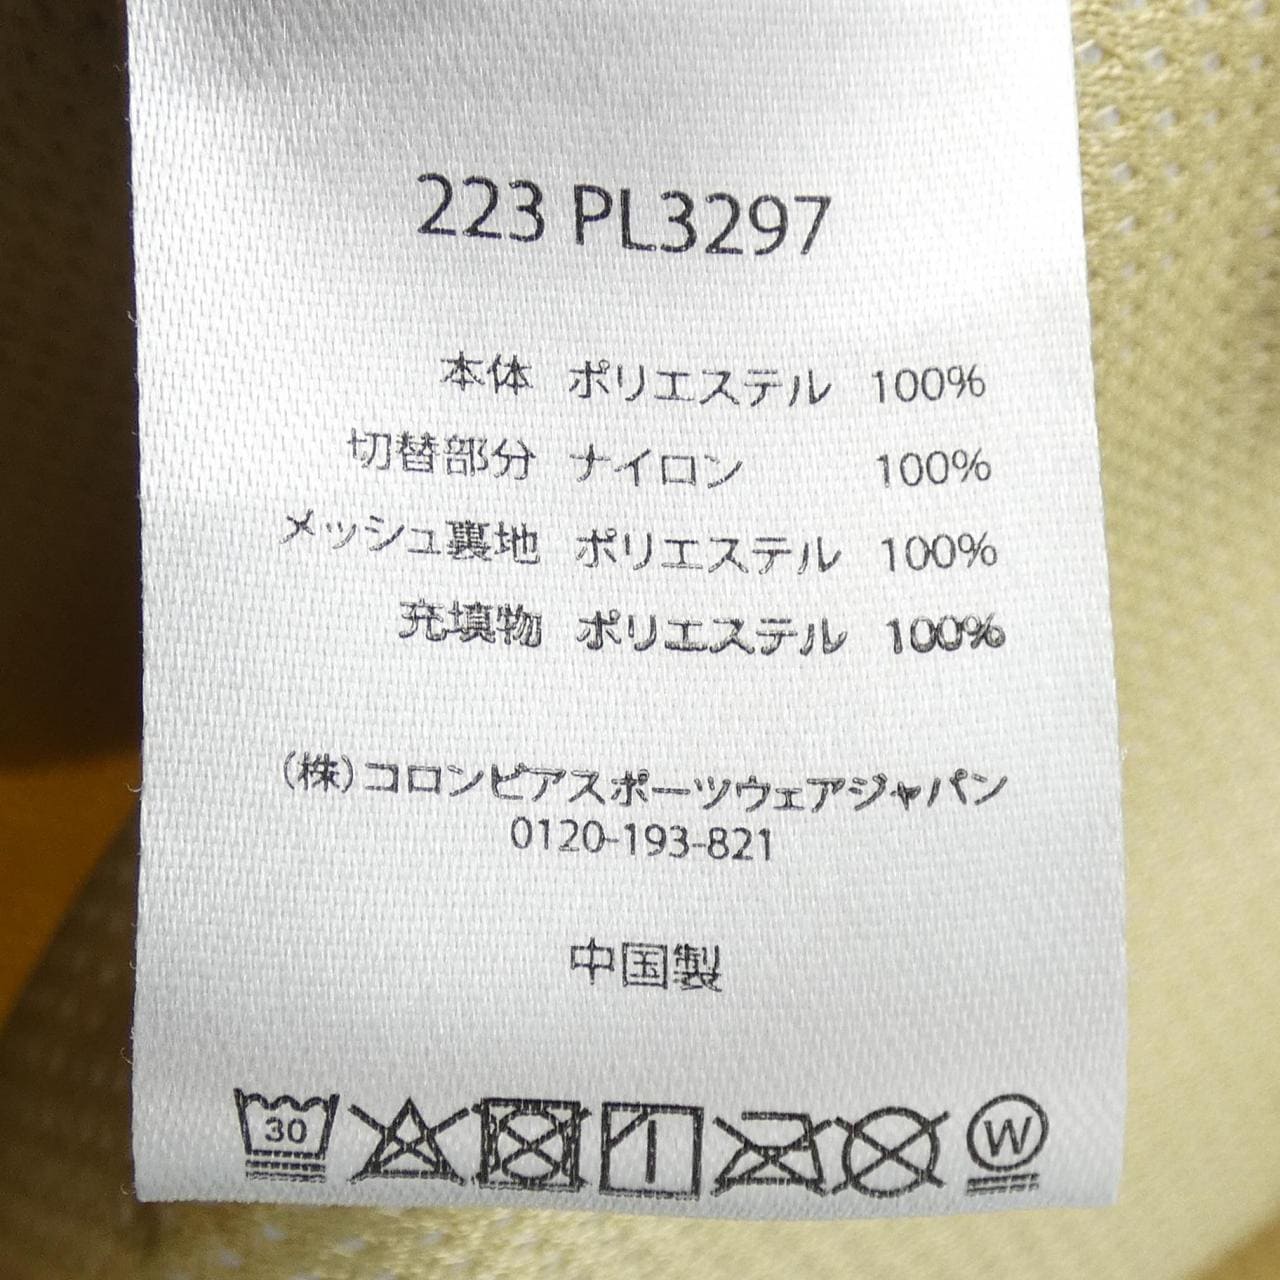 223 PL3297
本体 ポリエステル 100%
切替部分 ナイロン 100%
メッシュ裏地 ポリエステル 100%
充填物 ポリエステル 100%
(株)コロンビアスポーツウェアジャパン
0120-193-821
中国製
30 W